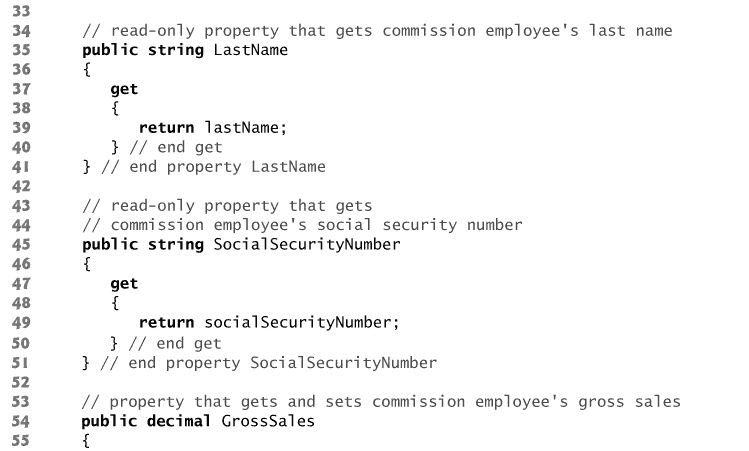 33
34 // read-only property that gets commission employee's last name
35 public string LastName
36 {
37 get
38 {
39 return lastName;
40 } // end get
41 } // end property LastName
42
43 // read-only property that gets
44 // commission employee's social security number
45 public string SocialSecurityNumber
46 {
47 get
48 {
49 return socialSecurityNumber;
50 } // end get
51 } // end property SocialSecurityNumber
52
53 // property that gets and sets commission employee's gross sales
54 public decimal GrossSales
55 {